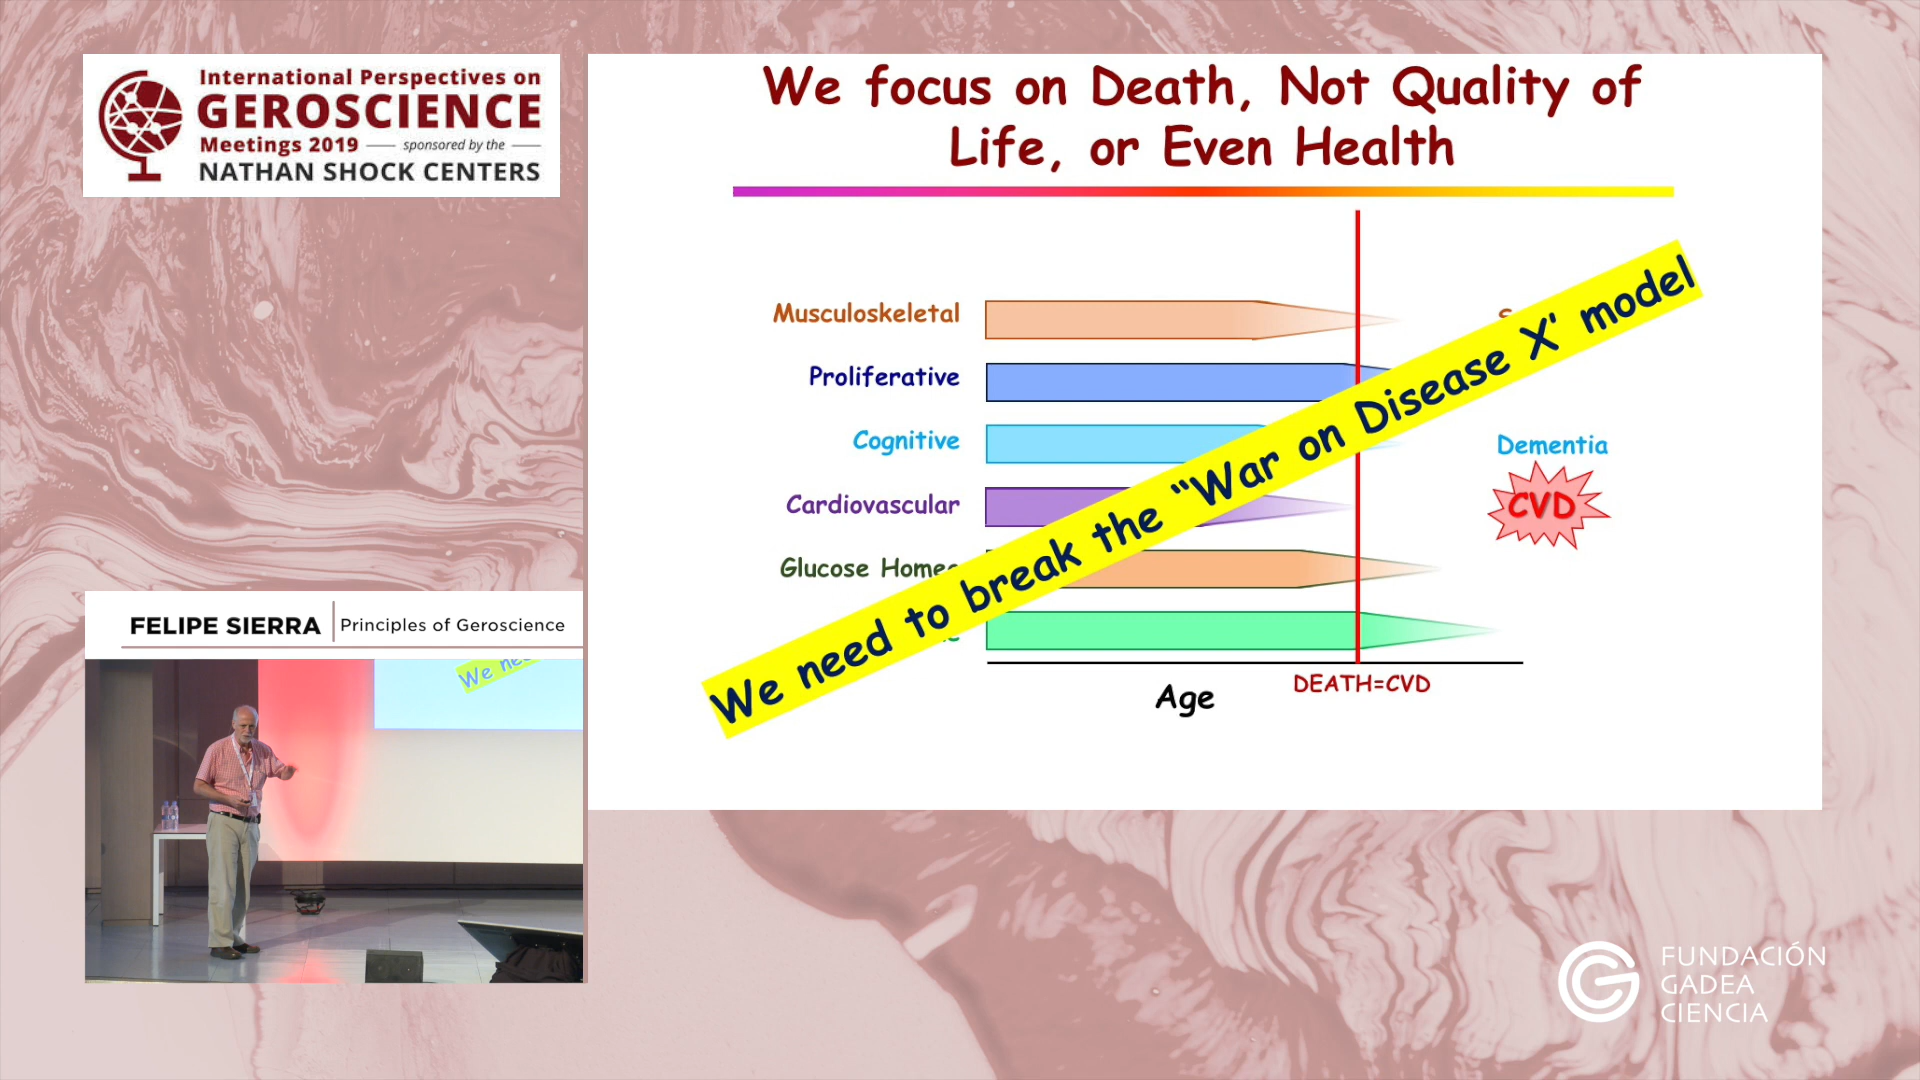 International Perspectives on
GEROSCIENCE
Meetings 2019 — sponsored by the —
NATHAN SHOCK CENTERS
We focus on Death, Not Quality of
Life, or Even Health
Musculoskeletal
Proliferative
Cognitive
Dementia
Cardiovascular
CVD
Glucose
We need to break the “War on Disease X' model
Age
DEATH=CVD
FELIPE SIERRA
Principles of Geroscience
We
FUNDACIÓN
GADEA
CIENCIA